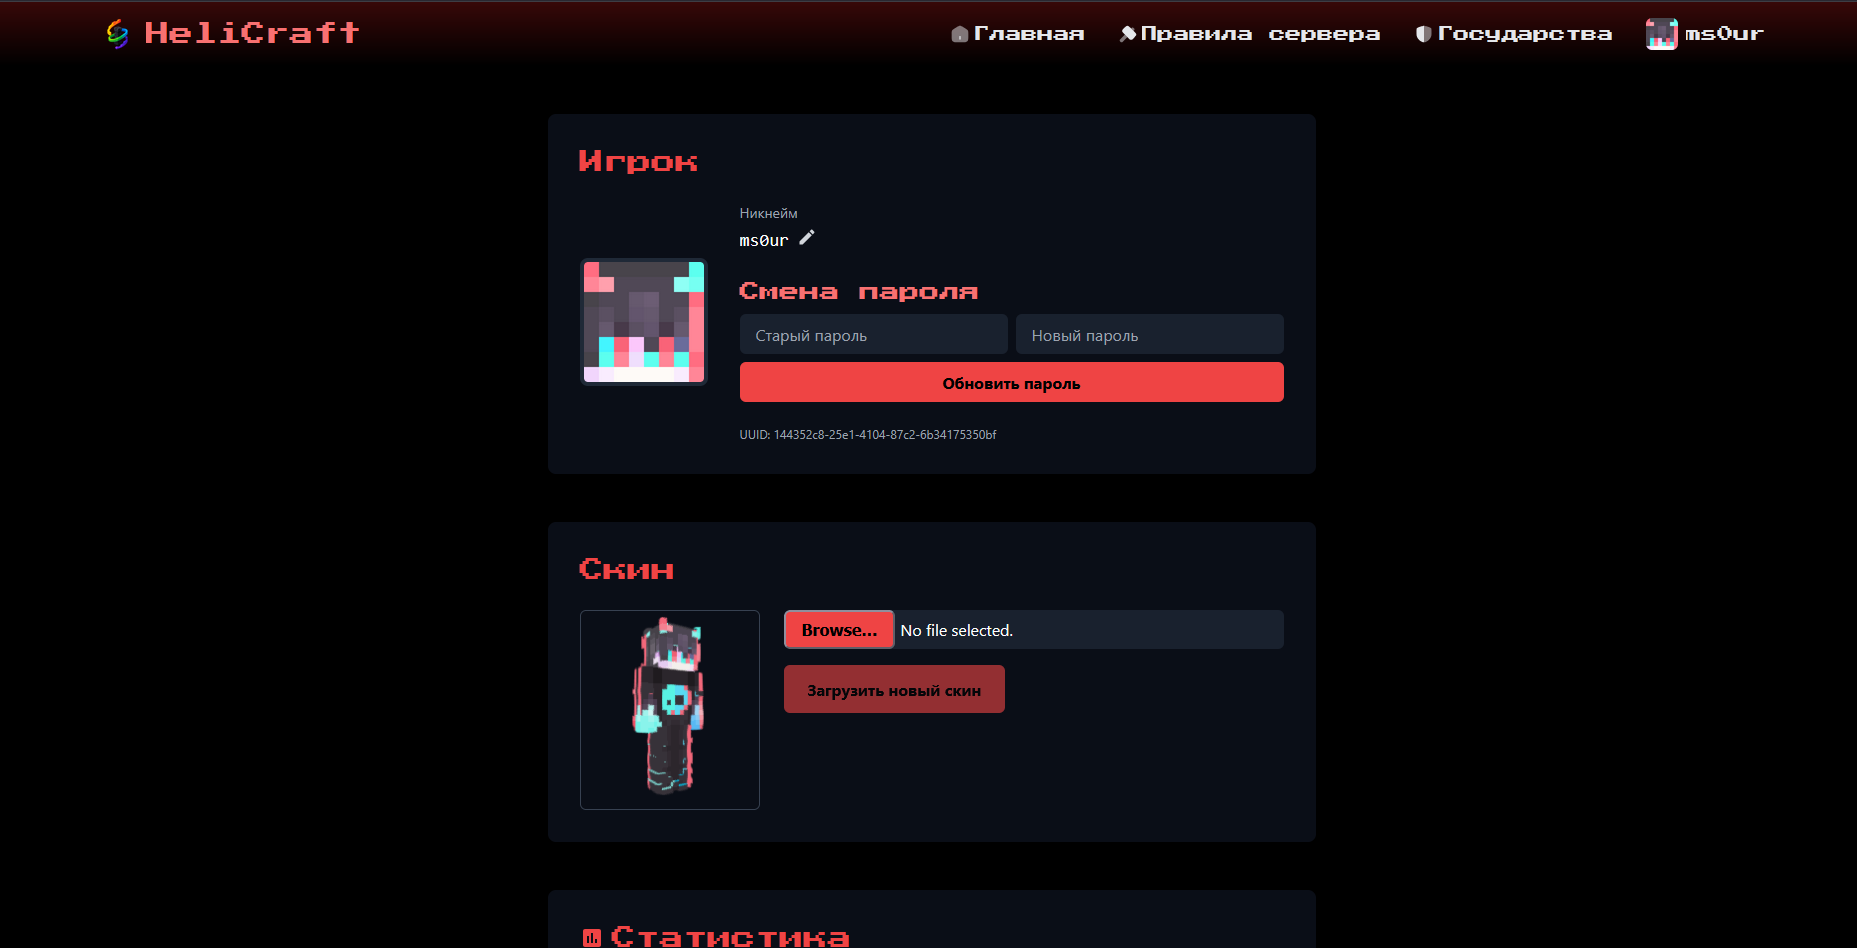 HeliCraft
Главная
Правила сервера
Государства
ms0ur
Игрок
Никнейм
ms0ur
Смена пароля
Старый пароль
Новый пароль
Обновить пароль
UUID: 144352c8-25e1-4104-87c2-6b34175350bf
Скин
Browse...
No file selected.
Загрузить новый скин
Статистика